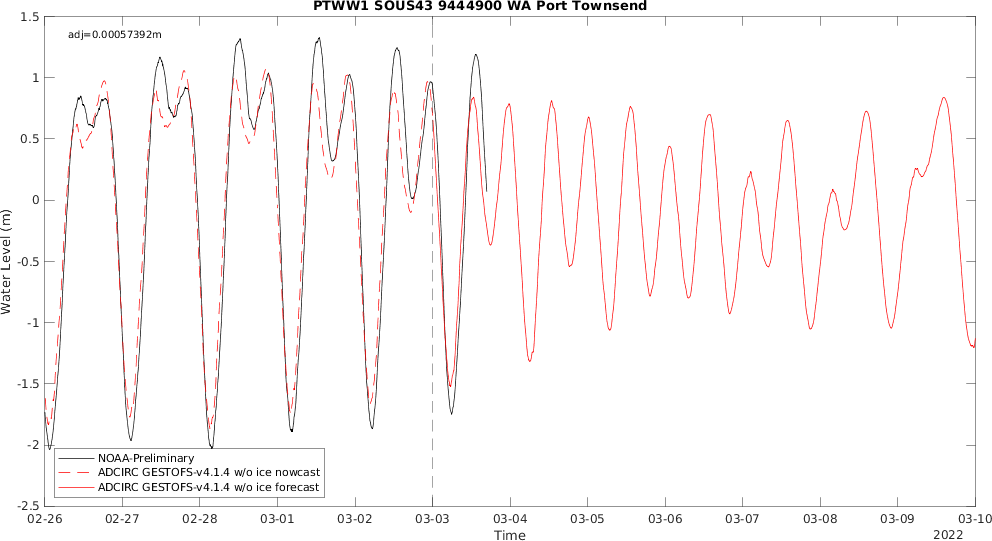 PTWW1 SOUS43 9444900 WA Port Townsend
adj=0.00057392m
1.5
1
0.5
0
-0.5
-1
-1.5
-2
-2.5
Water Level (m)
NOAA-Preliminary
ADCIRC GESTOFS-v4.1.4 w/o ice nowcast
ADCIRC GESTOFS-v4.1.4 w/o ice forecast
02-26 02-27 02-28 03-01 03-02 03-03 03-04 03-05 03-06 03-07 03-08 03-09 03-10
Time
2022